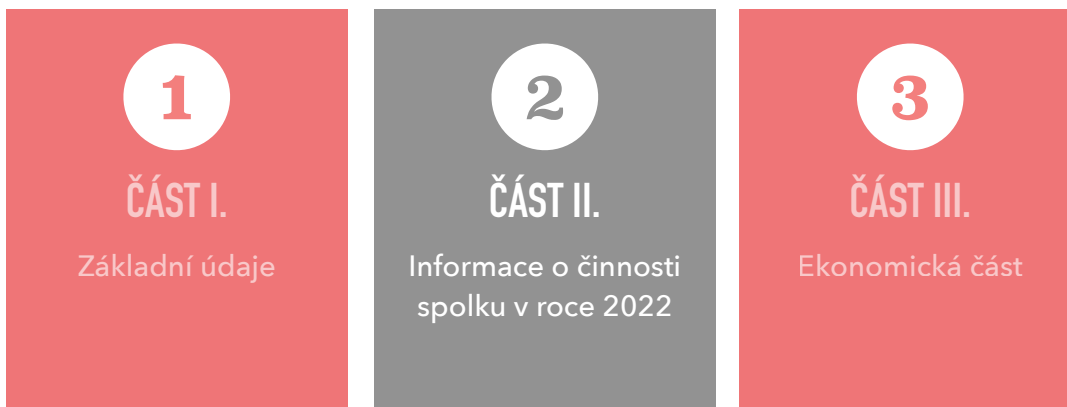 1
ČÁST I.
Základní údaje
2
ČÁST II.
Informace o činnosti
spolku v roce 2022
3
ČÁST III.
Ekonomická část